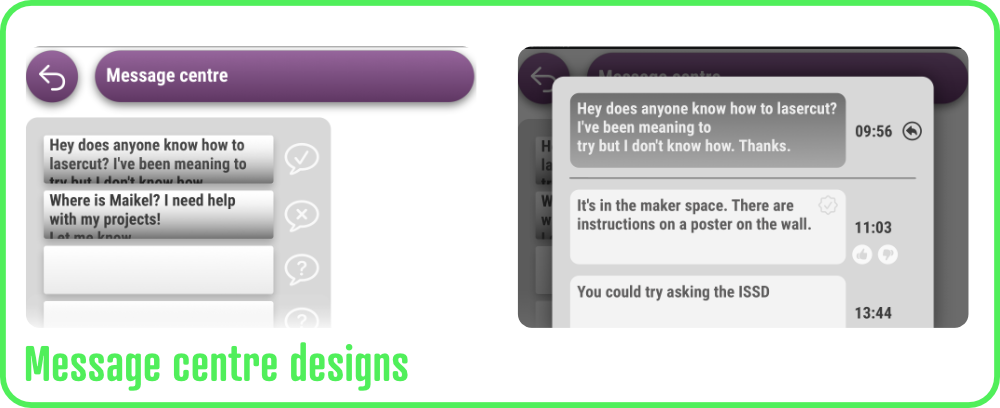 Message centre
Hey does anyone know how to
lasercut? I've been meaning to
try but I don't know how
Where is Maikel? I need help
with my projects!
Let me know
Message centre
Hey does anyone know how to lasercut?
I've been meaning to
try but I don't know how. Thanks.
09:56
It's in the maker space. There are
instructions on a poster on the wall.
11:03
You could try asking the ISSD
13:44
Message centre designs